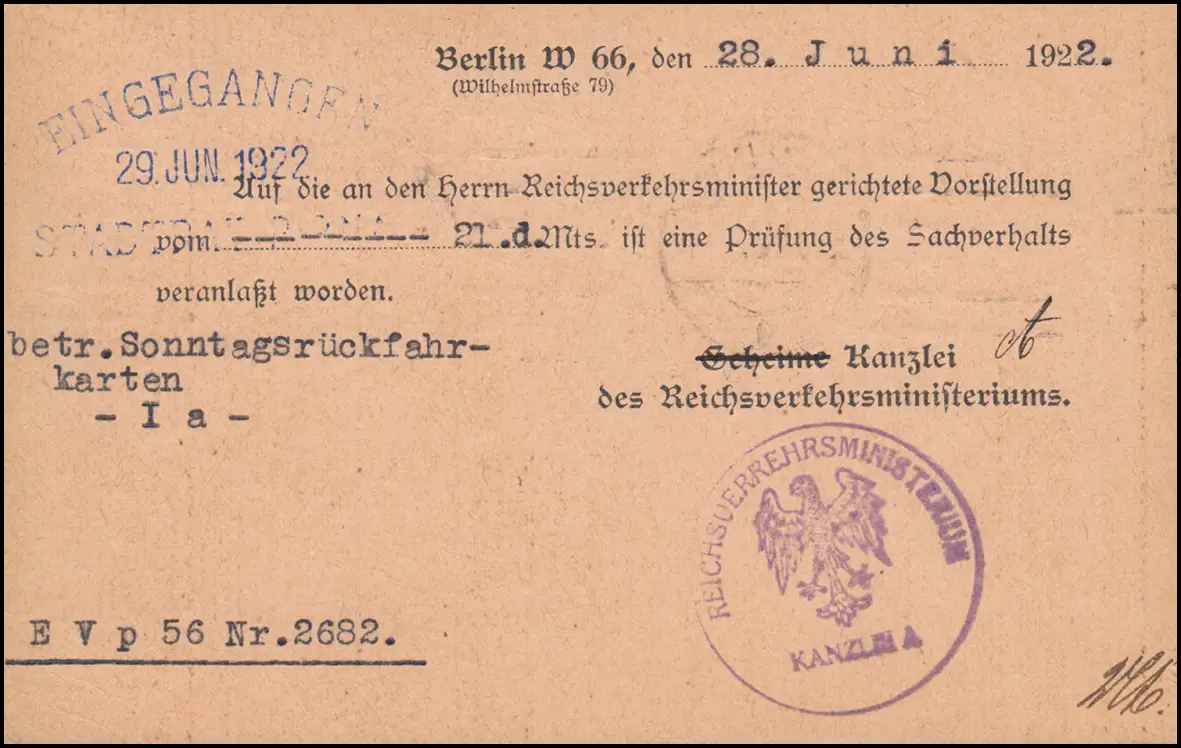 Berlin W 66, den 28. Juni 1922.
(Wilhelmstraße 79)
EINGEGANGEN
29. JUN. 1922
Auf die an den Herrn Reichsverkehrsminister gerichtete Vorstellung
vom ------- 21.d.Mts. ist eine Prüfung des Sachverhalts
veranlaßt worden.
betr.Sonntagsrückfahr-
karten
- I a -
Geheime Kanzlei
des Reichsverkehrsministeriums.
REICHSVERKEHRSMINISTERIUM
KANZLEI A
E V p 56 Nr.2682.